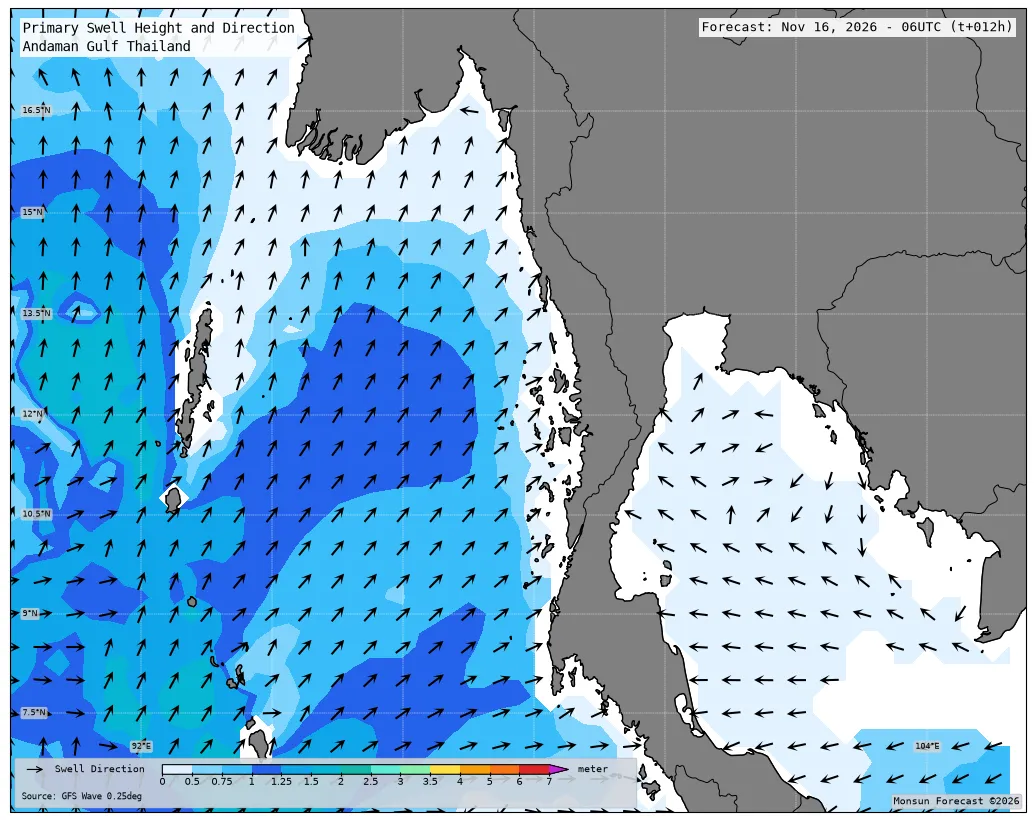 Primary Swell Height and Direction
Andaman Gulf Thailand
Forecast: Nov 16, 2026 - 06UTC (t+012h)
16.5°N
15°N
13.5°N
12°N
10.5°N
9°N
7.5°N
92°E
104°E
Swell Direction
meter
0 0.5 0.75 1 1.25 1.5 2 2.5 3 3.5 4 5 6 7
Source: GFS Wave 0.25deg
Monsun Forecast ©2026